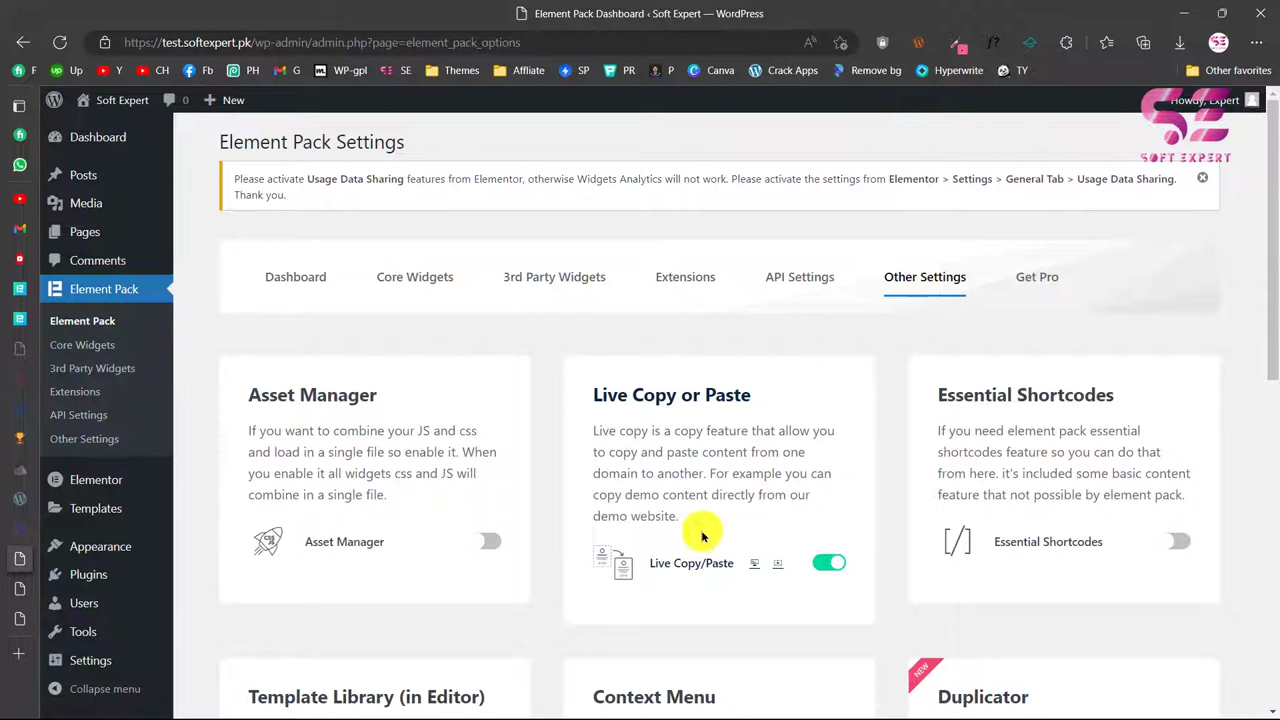 Element Pack Dashboard ‹ Soft Expert — WordPress
https://test.softexpert.pk/wp-admin/admin.php?page=element_pack_options
F
Up
Y
CH
Fb
PH
G
WP-gpl
SE
Themes
Affliate
SP
PR
P
Canva
Crack Apps
Remove bg
Hyperwrite
TY
Other favorites
Soft Expert
0
New
Howdy, Expert
SOFT EXPERT
Dashboard
Posts
Media
Pages
Comments
Element Pack
Element Pack
Core Widgets
3rd Party Widgets
Extensions
API Settings
Other Settings
Elementor
Templates
Appearance
Plugins
Users
Tools
Settings
Collapse menu
Element Pack Settings
Please activate Usage Data Sharing features from Elementor, otherwise Widgets Analytics will not work. Please activate the settings from Elementor > Settings > General Tab > Usage Data Sharing.
Thank you.
Dashboard
Core Widgets
3rd Party Widgets
Extensions
API Settings
Other Settings
Get Pro
Asset Manager
If you want to combine your JS and css
and load in a single file so enable it. When
you enable it all widgets css and JS will
combine in a single file.
Asset Manager
Live Copy or Paste
Live copy is a copy feature that allow you
to copy and paste content from one
domain to another. For example you can
copy demo content directly from our
demo website.
Live Copy/Paste
Essential Shortcodes
If you need element pack essential
shortcodes feature so you can do that
from here. it's included some basic content
feature that not possible by element pack.
Essential Shortcodes
Template Library (in Editor)
Context Menu
NEW
Duplicator